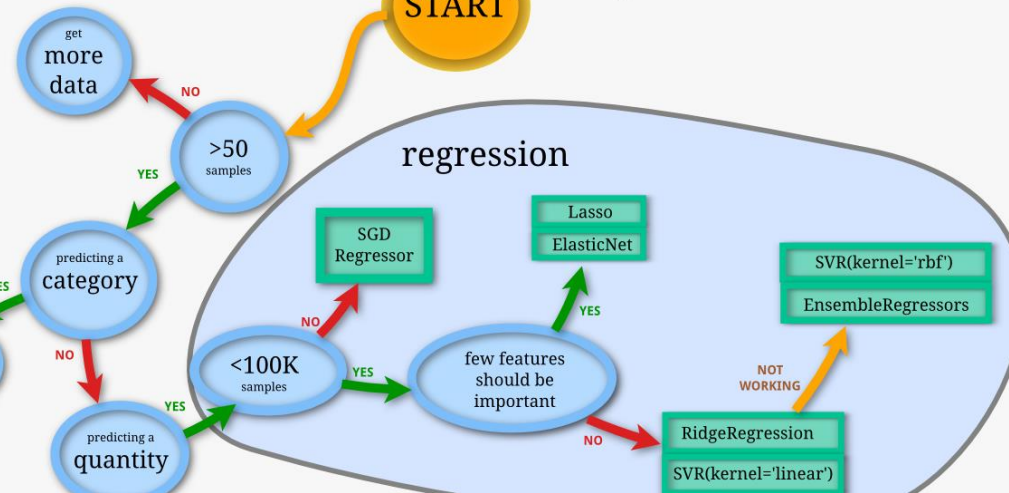 START
get
more
data
NO
>50
samples
YES
regression
Lasso
ElasticNet
SGD
Regressor
SVR(kernel='rbf')
EnsembleRegressors
predicting a
category
ES
NO
NO
YES
<100K
samples
YES
few features
should be
important
NOT
WORKING
YES
NO
RidgeRegression
SVR(kernel='linear')
predicting a
quantity